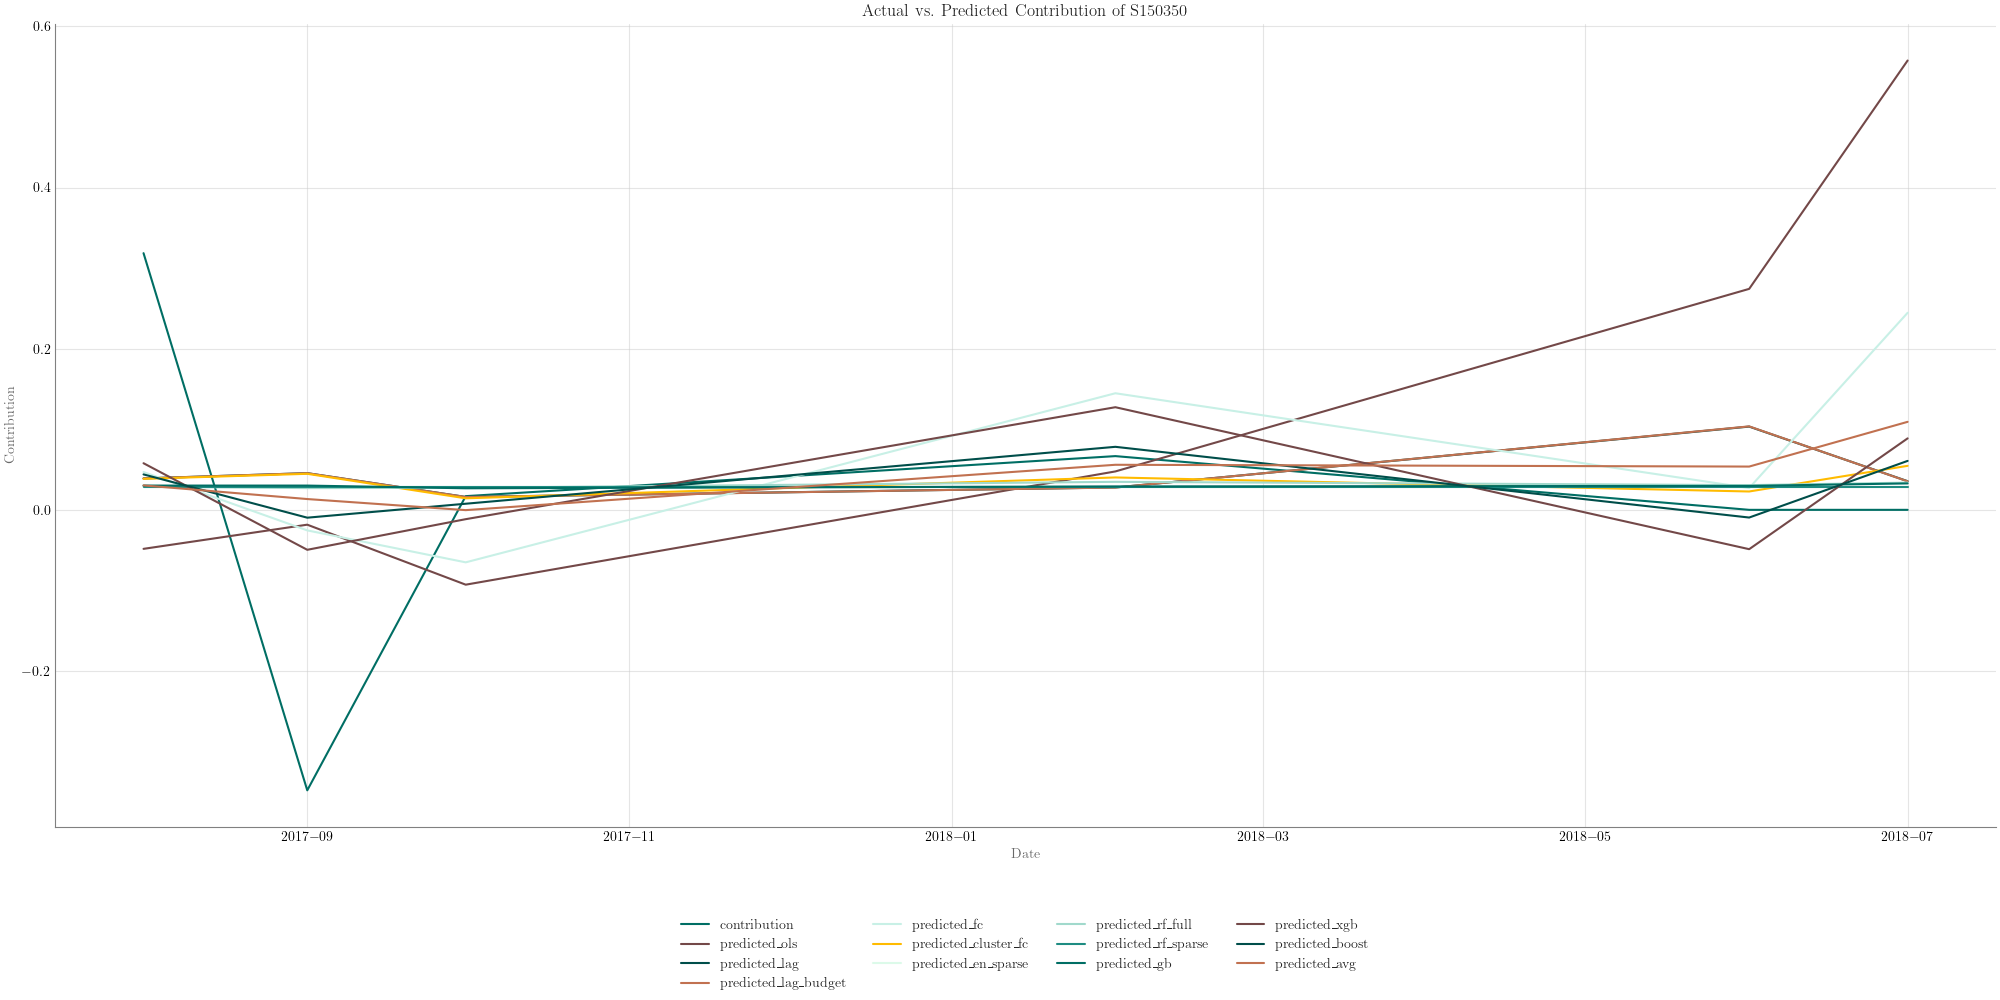 Actual vs. Predicted Contribution of S150350
0.6
0.4
0.2
0.0
−0.2
Contribution
2017−09
2017−11
2018−01
2018−03
2018−05
2018−07
Date
contribution
predicted_ols
predicted_lag
predicted_lag_budget
predicted_fc
predicted_cluster_fc
predicted_en_sparse
predicted_rf_full
predicted_rf_sparse
predicted_gb
predicted_xgb
predicted_boost
predicted_avg